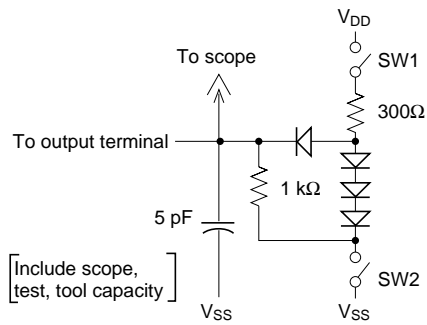 VDD
To scope
SW1
300Ω
To output terminal
1 kΩ
5 pF
[Include scope,
test, tool capacity]
SW2
VSS
VSS